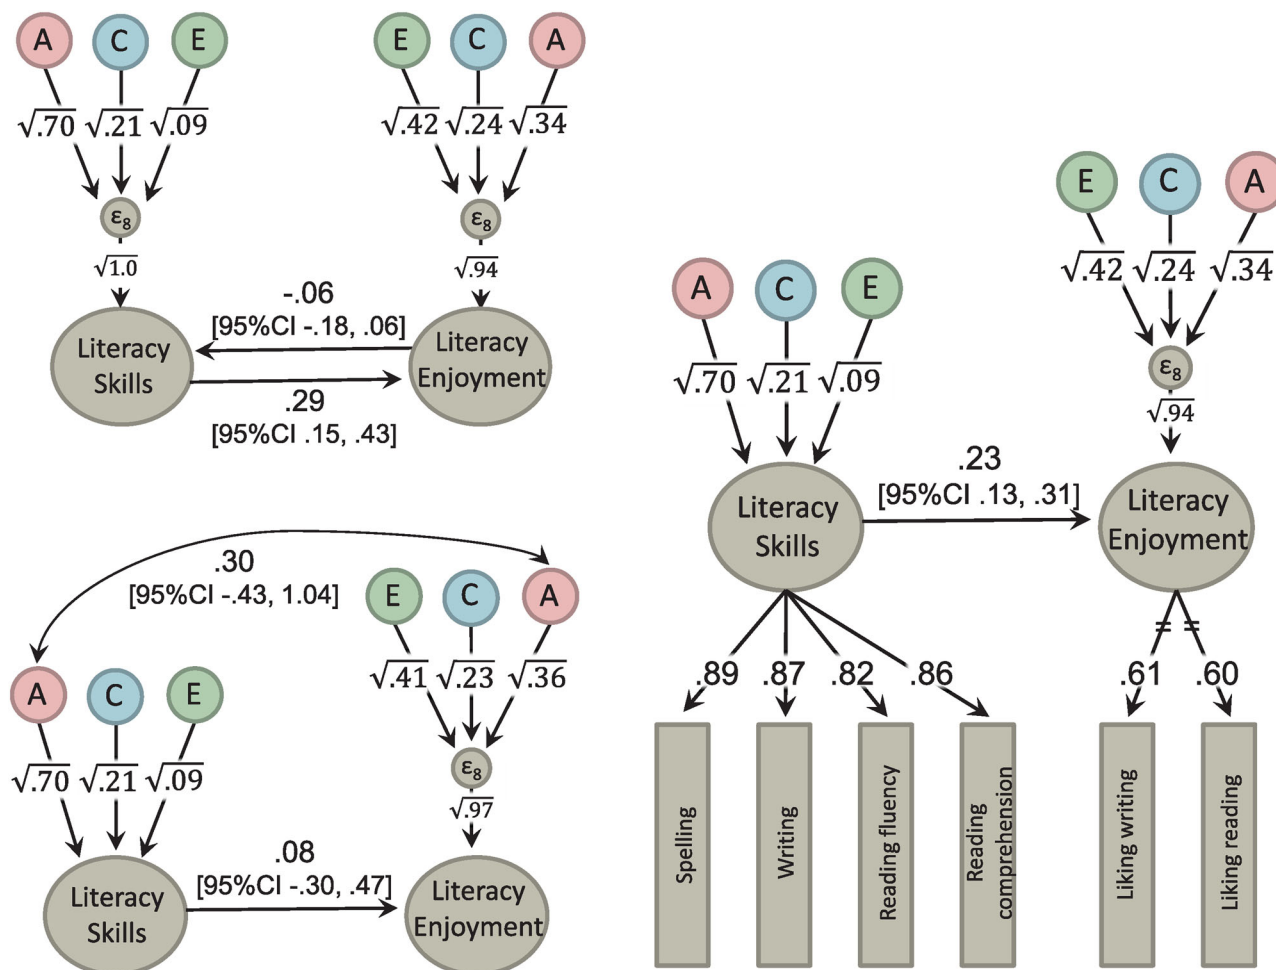 A C E
√.70 √.21 √.09
ε8
√1.0
Literacy
Skills
E C A
√.42 √.24 √.34
ε8
√.94
Literacy
Enjoyment
-.06
[95%CI -.18, .06]
.29
[95%CI .15, .43]
.30
[95%CI -.43, 1.04]
A C E
√.70 √.21 √.09
Literacy
Skills
E C A
√.41 √.23 √.36
ε8
√.97
Literacy
Enjoyment
.08
[95%CI -.30, .47]
A C E
√.70 √.21 √.09
Literacy
Skills
E C A
√.42 √.24 √.34
ε8
√.94
Literacy
Enjoyment
.23
[95%CI .13, .31]
.89 .87 .82 .86
= =
.61 .60
Spelling
Writing
Reading fluency
Reading
comprehension
Liking writing
Liking reading